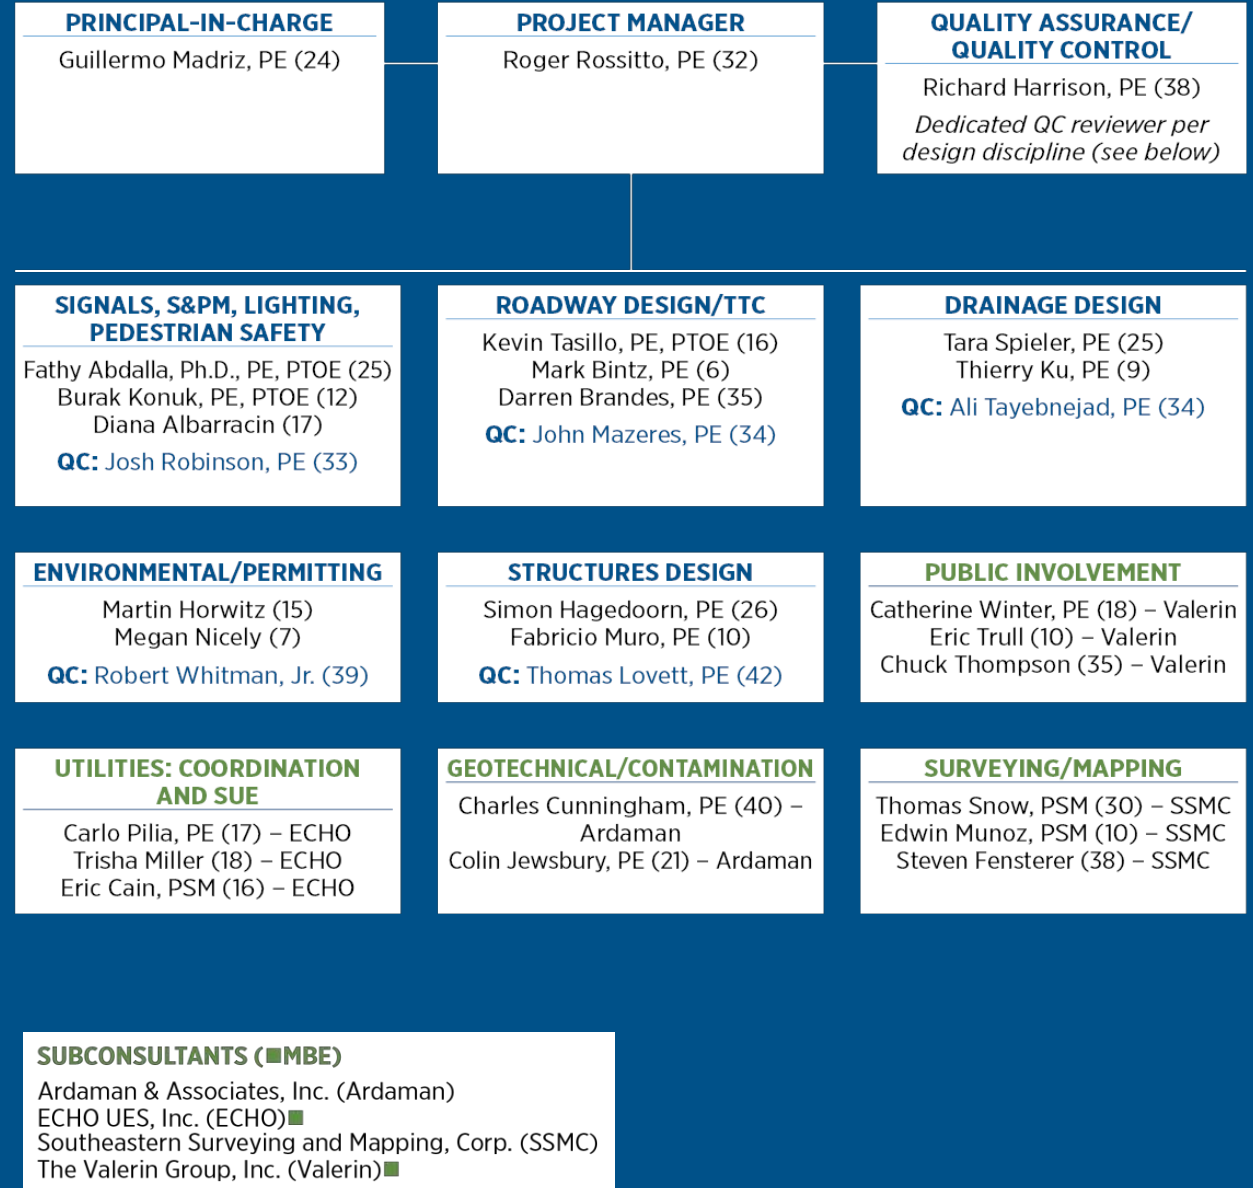 PRINCIPAL-IN-CHARGE
Guillermo Madriz, PE (24)
PROJECT MANAGER
Roger Rossitto, PE (32)
QUALITY ASSURANCE/
QUALITY CONTROL
Richard Harrison, PE (38)
Dedicated QC reviewer per
design discipline (see below)
SIGNALS, S&PM, LIGHTING,
PEDESTRIAN SAFETY
Fathy Abdalla, Ph.D., PE, PTOE (25)
Burak Konuk, PE, PTOE (12)
Diana Albarracin (17)
QC: Josh Robinson, PE (33)
ROADWAY DESIGN/TTC
Kevin Tasillo, PE, PTOE (16)
Mark Bintz, PE (6)
Darren Brandes, PE (35)
QC: John Mazeres, PE (34)
DRAINAGE DESIGN
Tara Spieler, PE (25)
Thierry Ku, PE (9)
QC: Ali Tayebnejad, PE (34)
ENVIRONMENTAL/PERMITTING
Martin Horwitz (15)
Megan Nicely (7)
QC: Robert Whitman, Jr. (39)
STRUCTURES DESIGN
Simon Hagedoorn, PE (26)
Fabricio Muro, PE (10)
QC: Thomas Lovett, PE (42)
PUBLIC INVOLVEMENT
Catherine Winter, PE (18) – Valerin
Eric Trull (10) – Valerin
Chuck Thompson (35) – Valerin
UTILITIES: COORDINATION
AND SUE
Carlo Pilia, PE (17) – ECHO
Trisha Miller (18) – ECHO
Eric Cain, PSM (16) – ECHO
GEOTECHNICAL/CONTAMINATION
Charles Cunningham, PE (40) –
Ardaman
Colin Jewsbury, PE (21) – Ardaman
SURVEYING/MAPPING
Thomas Snow, PSM (30) – SSMC
Edwin Munoz, PSM (10) – SSMC
Steven Fensterer (38) – SSMC
SUBCONSULTANTS (■MBE)
Ardaman & Associates, Inc. (Ardaman)
ECHO UES, Inc. (ECHO)■
Southeastern Surveying and Mapping, Corp. (SSMC)
The Valerin Group, Inc. (Valerin)■